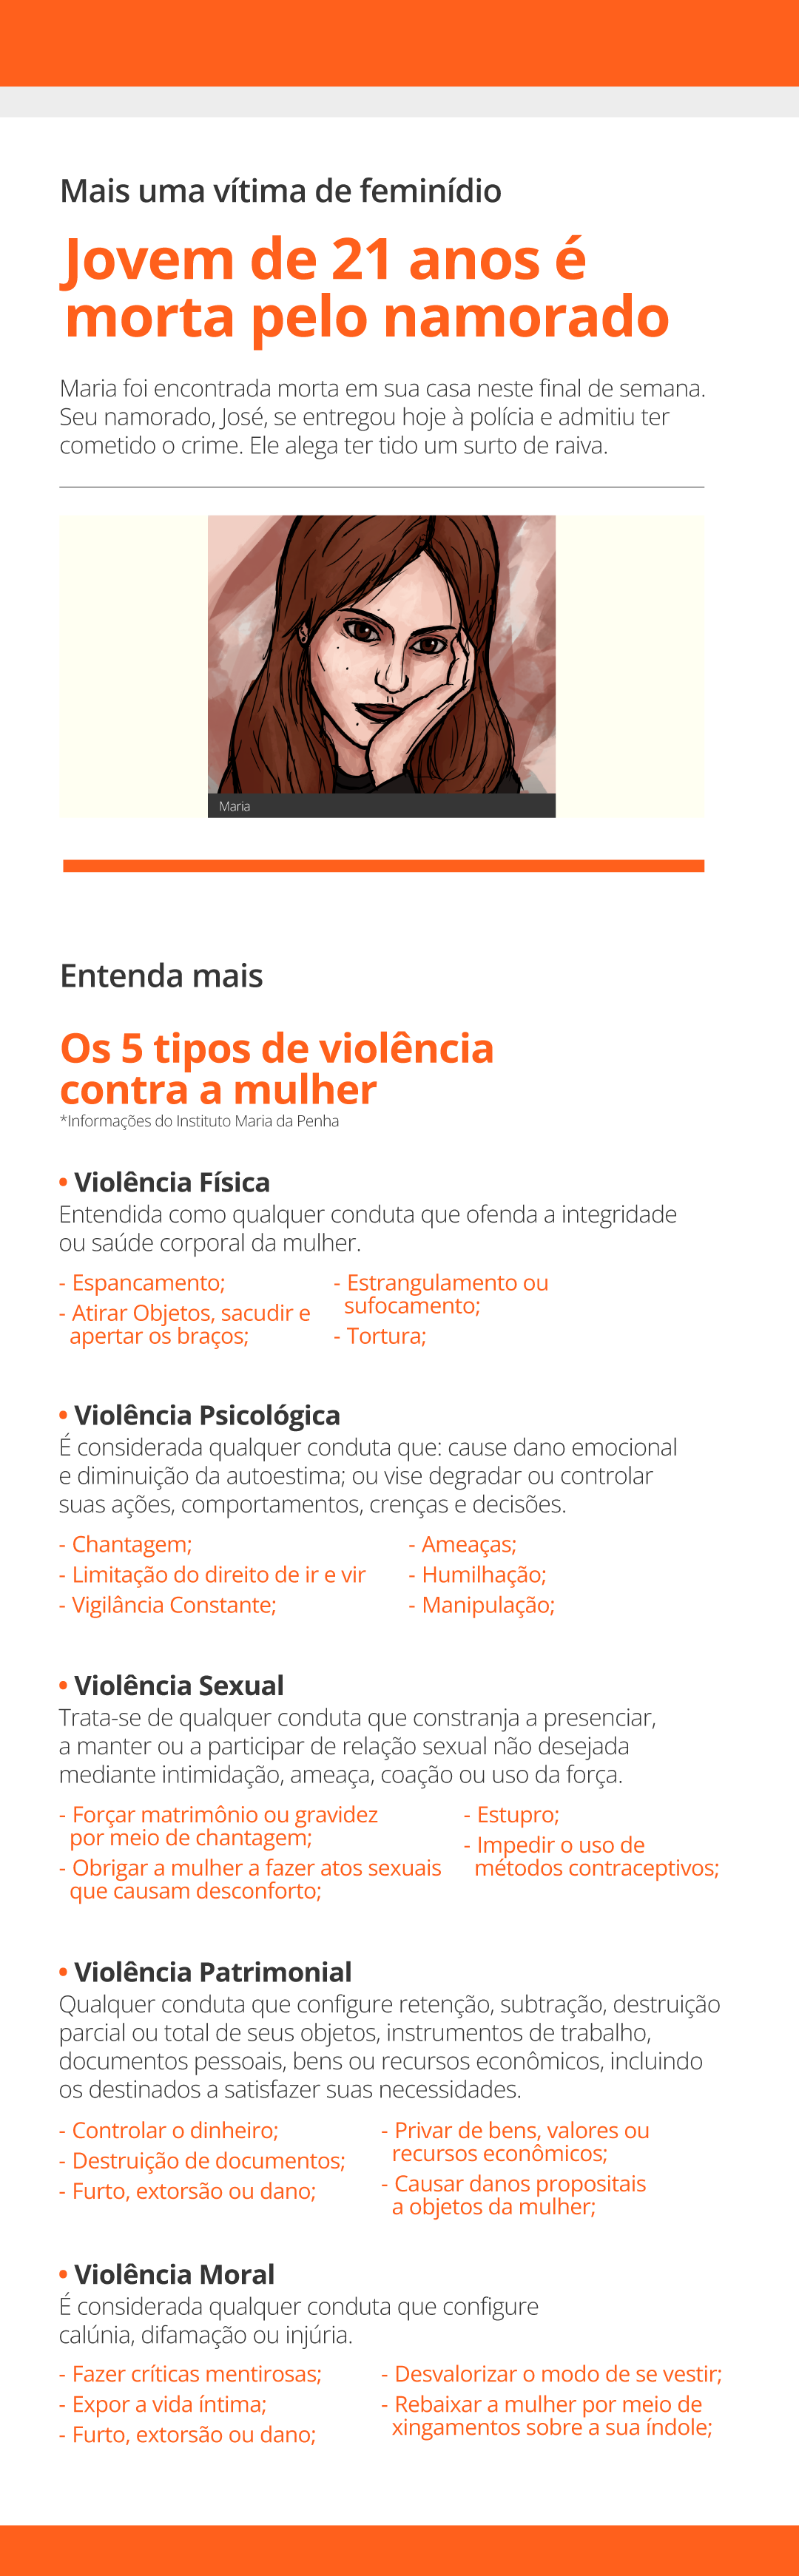 Mais uma vítima de feminídio
Jovem de 21 anos é
morta pelo namorado
Maria foi encontrada morta em sua casa neste final de semana.
Seu namorado, José, se entregou hoje à polícia e admitiu ter
cometido o crime. Ele alega ter tido um surto de raiva.
Maria
Entenda mais
Os 5 tipos de violência
contra a mulher
*Informações do Instituto Maria da Penha
• Violência Física
Entendida como qualquer conduta que ofenda a integridade
ou saúde corporal da mulher.
- Espancamento;
- Atirar Objetos, sacudir e
apertar os braços;
- Estrangulamento ou
sufocamento;
- Tortura;
• Violência Psicológica
É considerada qualquer conduta que: cause dano emocional
e diminuição da autoestima; ou vise degradar ou controlar
suas ações, comportamentos, crenças e decisões.
- Chantagem;
- Limitação do direito de ir e vir
- Vigilância Constante;
- Ameaças;
- Humilhação;
- Manipulação;
• Violência Sexual
Trata-se de qualquer conduta que constranja a presenciar,
a manter ou a participar de relação sexual não desejada
mediante intimidação, ameaça, coação ou uso da força.
- Forçar matrimônio ou gravidez
por meio de chantagem;
- Obrigar a mulher a fazer atos sexuais
que causam desconforto;
- Estupro;
- Impedir o uso de
métodos contraceptivos;
• Violência Patrimonial
Qualquer conduta que configure retenção, subtração, destruição
parcial ou total de seus objetos, instrumentos de trabalho,
documentos pessoais, bens ou recursos econômicos, incluindo
os destinados a satisfazer suas necessidades.
- Controlar o dinheiro;
- Destruição de documentos;
- Furto, extorsão ou dano;
- Privar de bens, valores ou
recursos econômicos;
- Causar danos propositais
a objetos da mulher;
• Violência Moral
É considerada qualquer conduta que configure
calúnia, difamação ou injúria.
- Fazer críticas mentirosas;
- Expor a vida íntima;
- Furto, extorsão ou dano;
- Desvalorizar o modo de se vestir;
- Rebaixar a mulher por meio de
xingamentos sobre a sua índole;